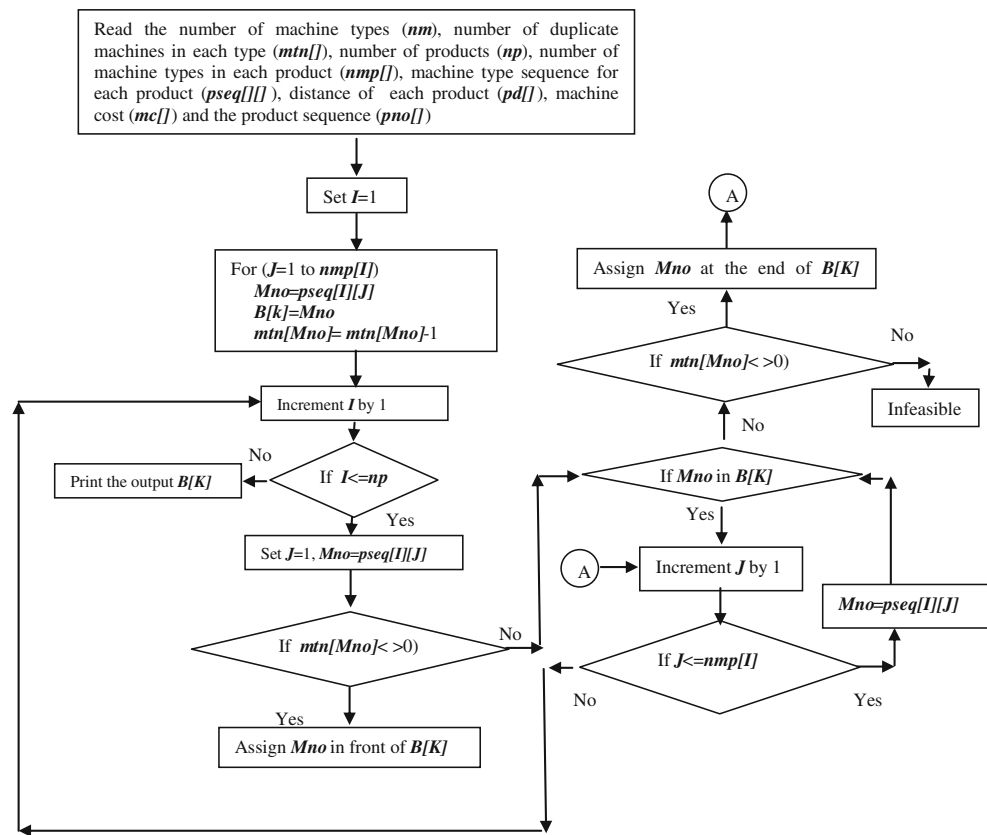 Read the number of machine types (nm), number of duplicate
machines in each type (mtn[]), number of products (np), number of
machine types in each product (nmp[]), machine type sequence for
each product (pseq[][]), distance of each product (pd[]), machine
cost (mc[]) and the product sequence (pno[])
Set I=1
For (J=1 to nmp[I])
Mno=pseq[I][J]
B[k]=Mno
mtn[Mno]= mtn[Mno]-1
Increment I by 1
If I<=np
No
Print the output B[K]
Yes
Set J=1, Mno=pseq[I][J]
If mtn[Mno]< >0)
No
Yes
Assign Mno in front of B[K]
A
Assign Mno at the end of B[K]
Yes
If mtn[Mno]< >0)
No
Infeasible
No
If Mno in B[K]
Yes
A
Increment J by 1
Mno=pseq[I][J]
If J<=nmp[I]
No
Yes